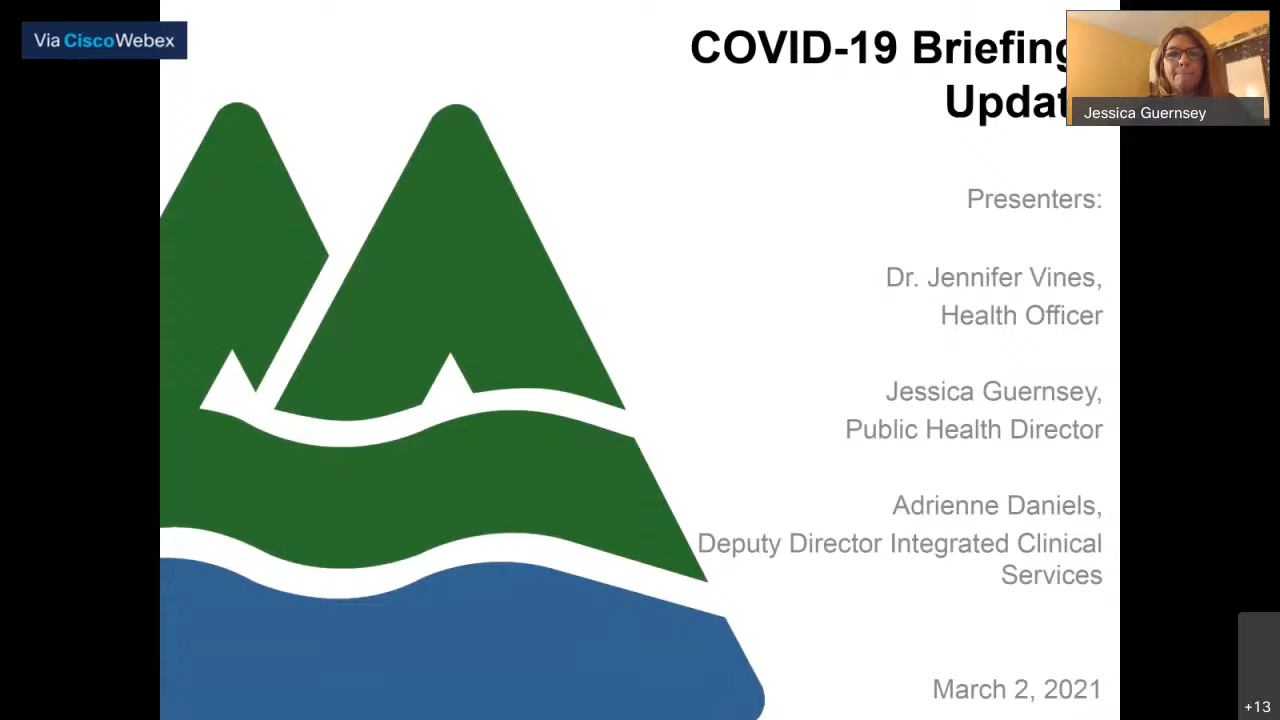 Via CiscoWebex
COVID-19 Briefing
Updat
Jessica Guernsey
Presenters:
Dr. Jennifer Vines,
Health Officer
Jessica Guernsey,
Public Health Director
Adrienne Daniels,
Deputy Director Integrated Clinical
Services
March 2, 2021
+13